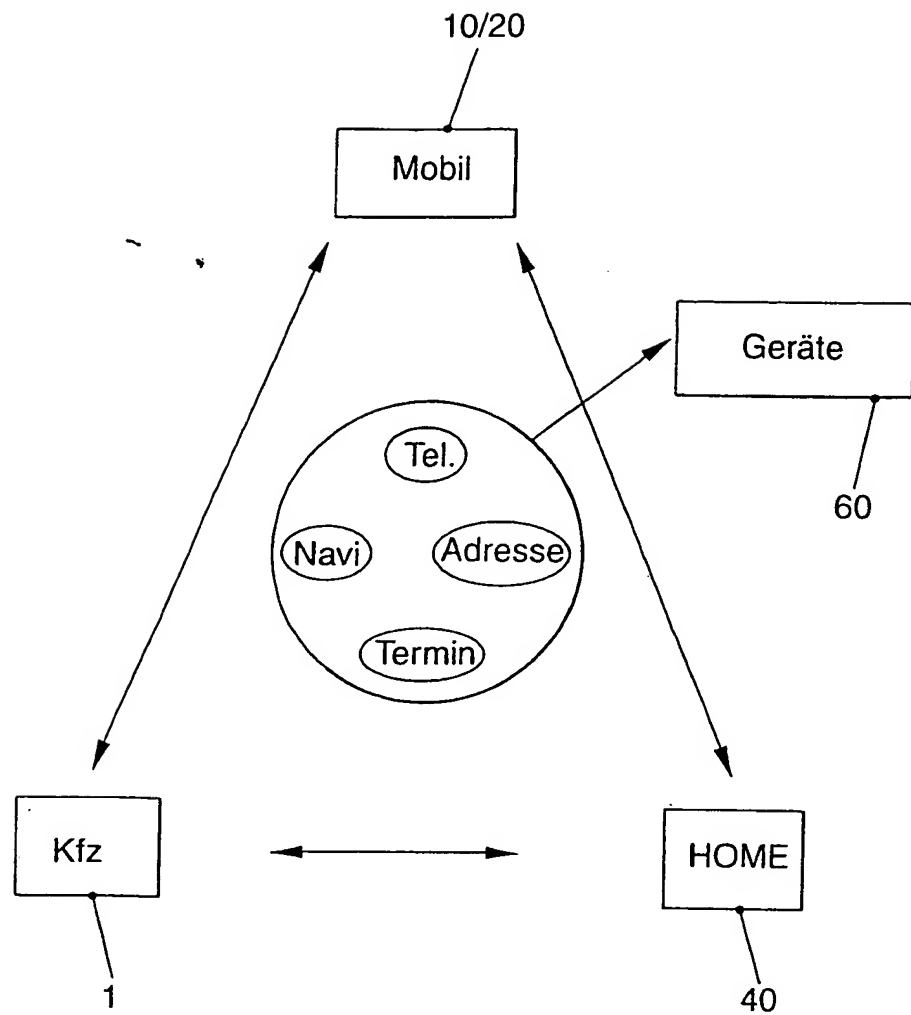 10/20
Mobil
Geräte
60
Tel.
Navi
Adresse
Termin
Kfz
HOME
1
40